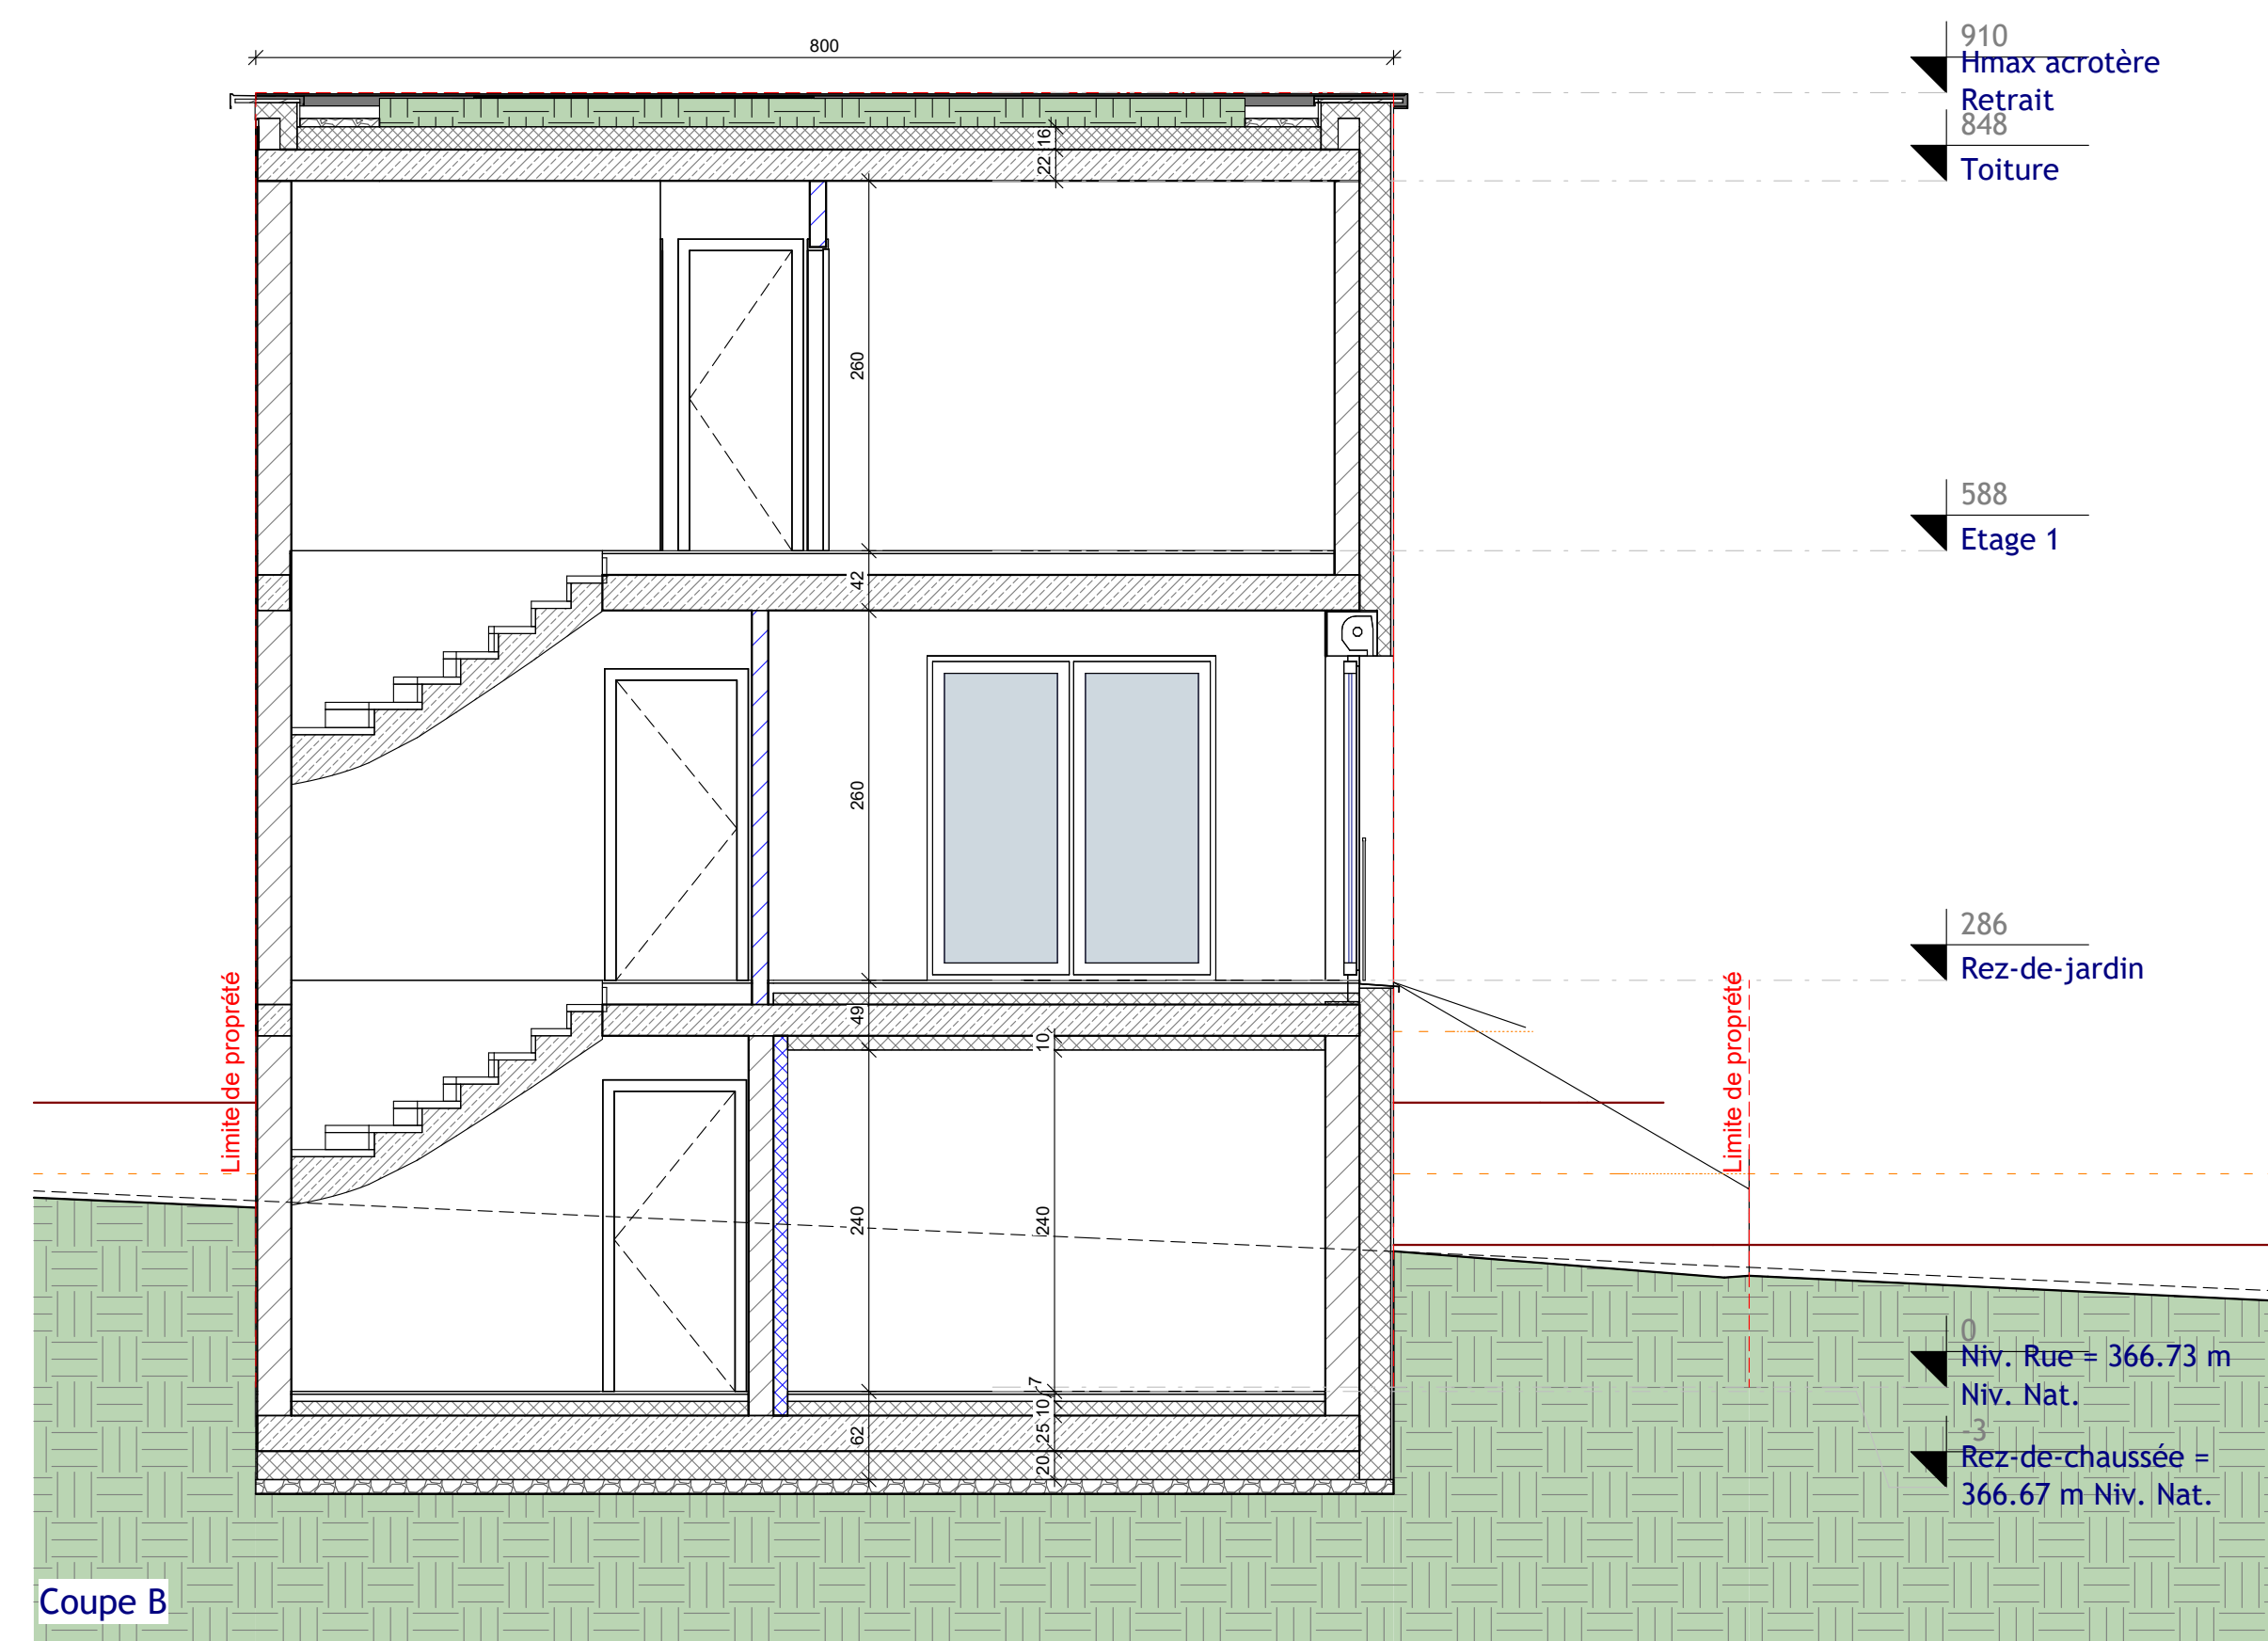 800
910
Hmax acrotère
Retrait
848
Toiture
16
22
260
588
Etage 1
42
260
286
Rez-de-jardin
49
10
Limite de proprété
Limite de proprété
240
240
0
Niv. Rue = 366.73 m
Niv. Nat.
7
10
62
25
20
-3
Rez-de-chaussée =
366.67 m Niv. Nat.
Coupe B